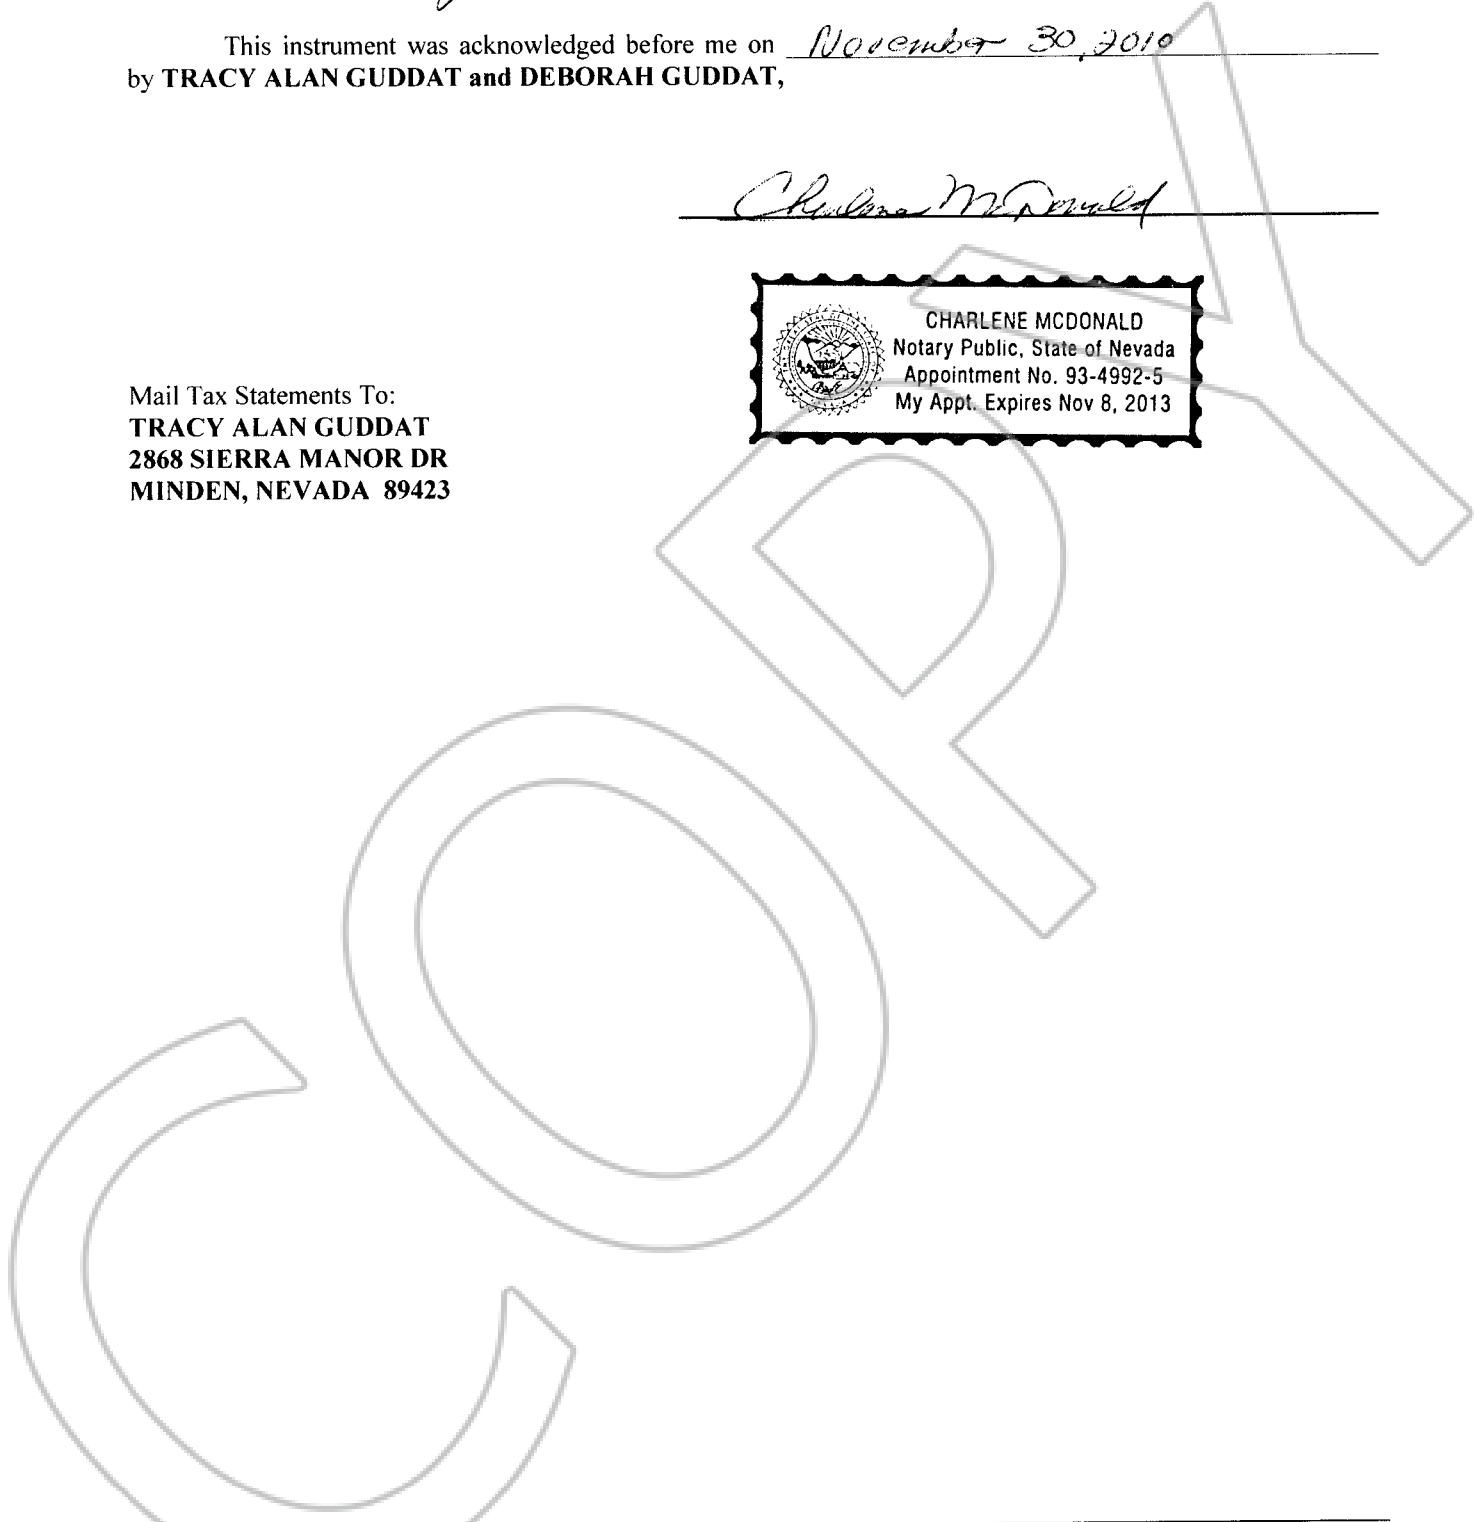 This instrument was acknowledged before me on November 30, 2010
by TRACY ALAN GUDDAT and DEBORAH GUDDAT,
Charlene McDonald
CHARLENE MCDONALD
Notary Public, State of Nevada
Appointment No. 93-4992-5
My Appt. Expires Nov 8, 2013
Mail Tax Statements To:
TRACY ALAN GUDDAT
2868 SIERRA MANOR DR
MINDEN, NEVADA 89423
COPY